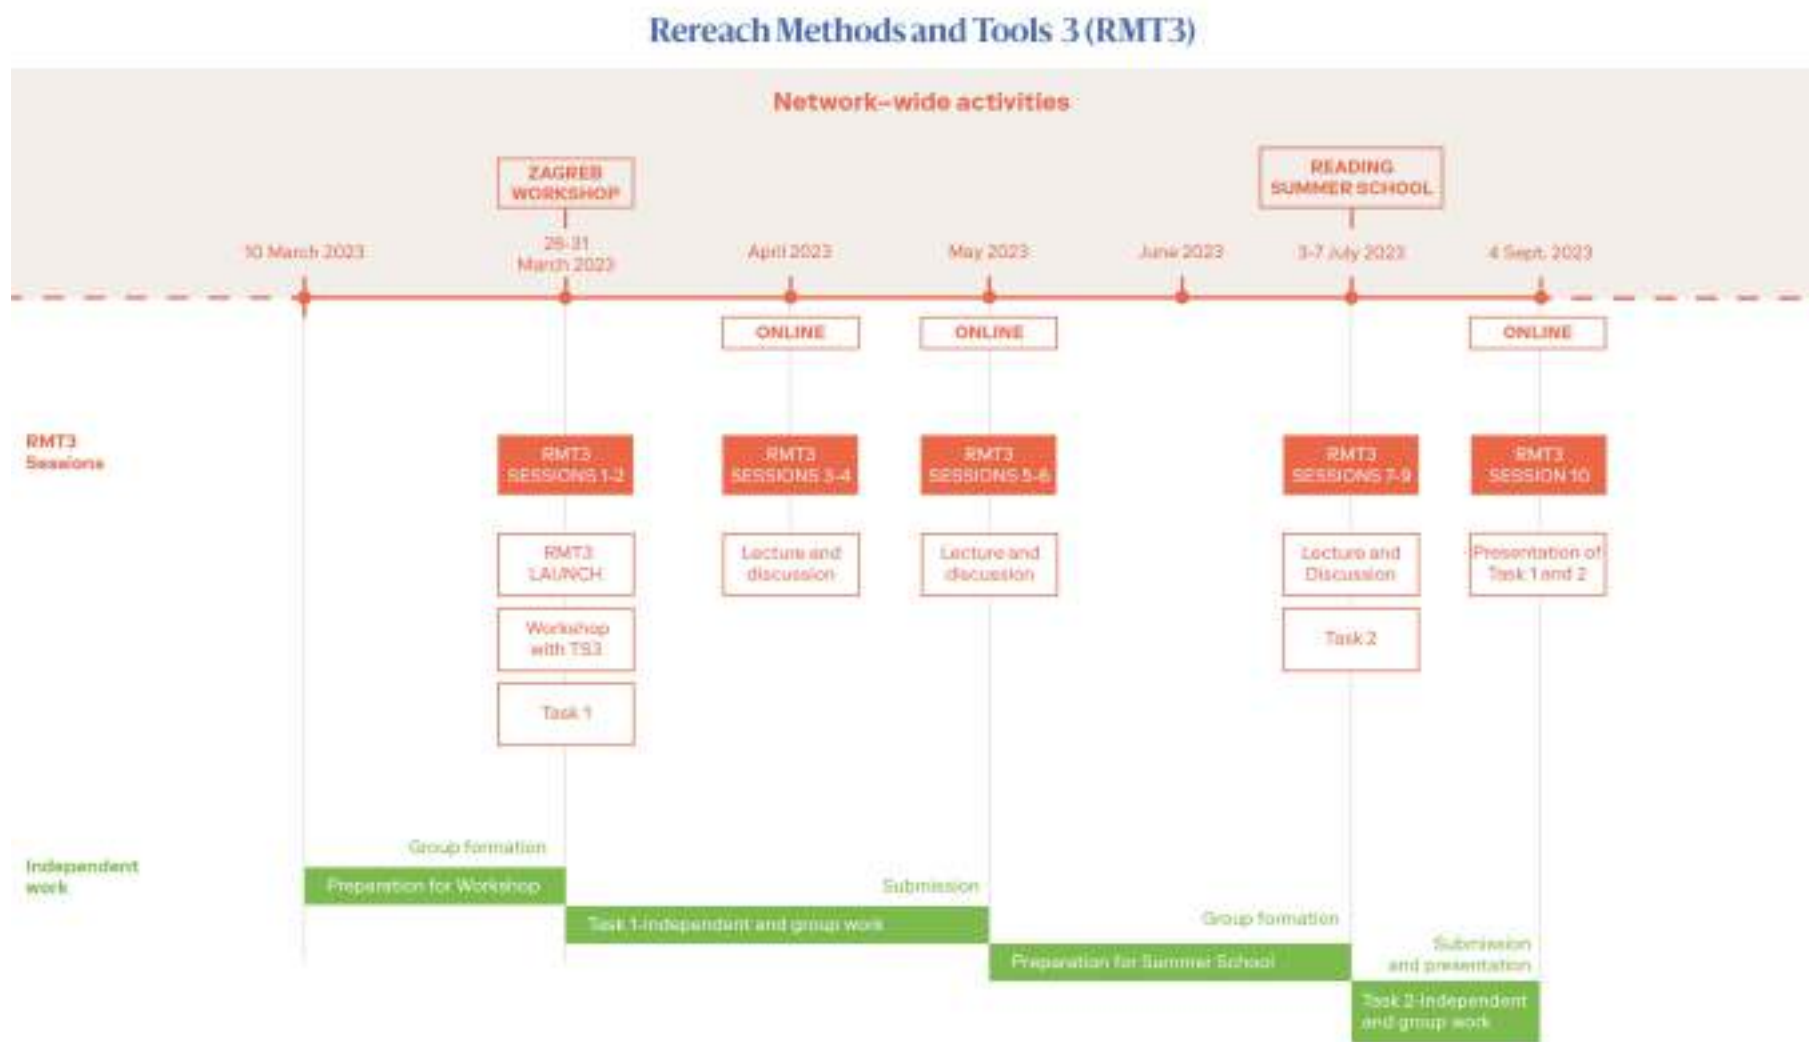 Rereach Methods and Tools 3 (RMT3)
Network-wide activities
ZAGREB
WORKSHOP
READING
SUMMER SCHOOL
10 March 2023
28-31
March 2023
April 2023
May 2023
June 2023
3-7 July 2023
4 Sept. 2023
ONLINE
ONLINE
ONLINE
RMT3
Sessions
RMT3
SESSIONS 1-2
RMT3
SESSIONS 3-4
RMT3
SESSIONS 5-6
RMT3
SESSIONS 7-9
RMT3
SESSION 10
RMT3
LAUNCH
Lecture and
discussion
Lecture and
discussion
Lecture and
Discussion
Presentation of
Task 1 and 2
Workshop
with TS3
Task 2
Task 1
Independent
work
Group formation
Preparation for Workshop
Submission
Task 1-Independent and group work
Group formation
Preparation for Summer School
Submission
and presentation
Task 2-Independent
and group work